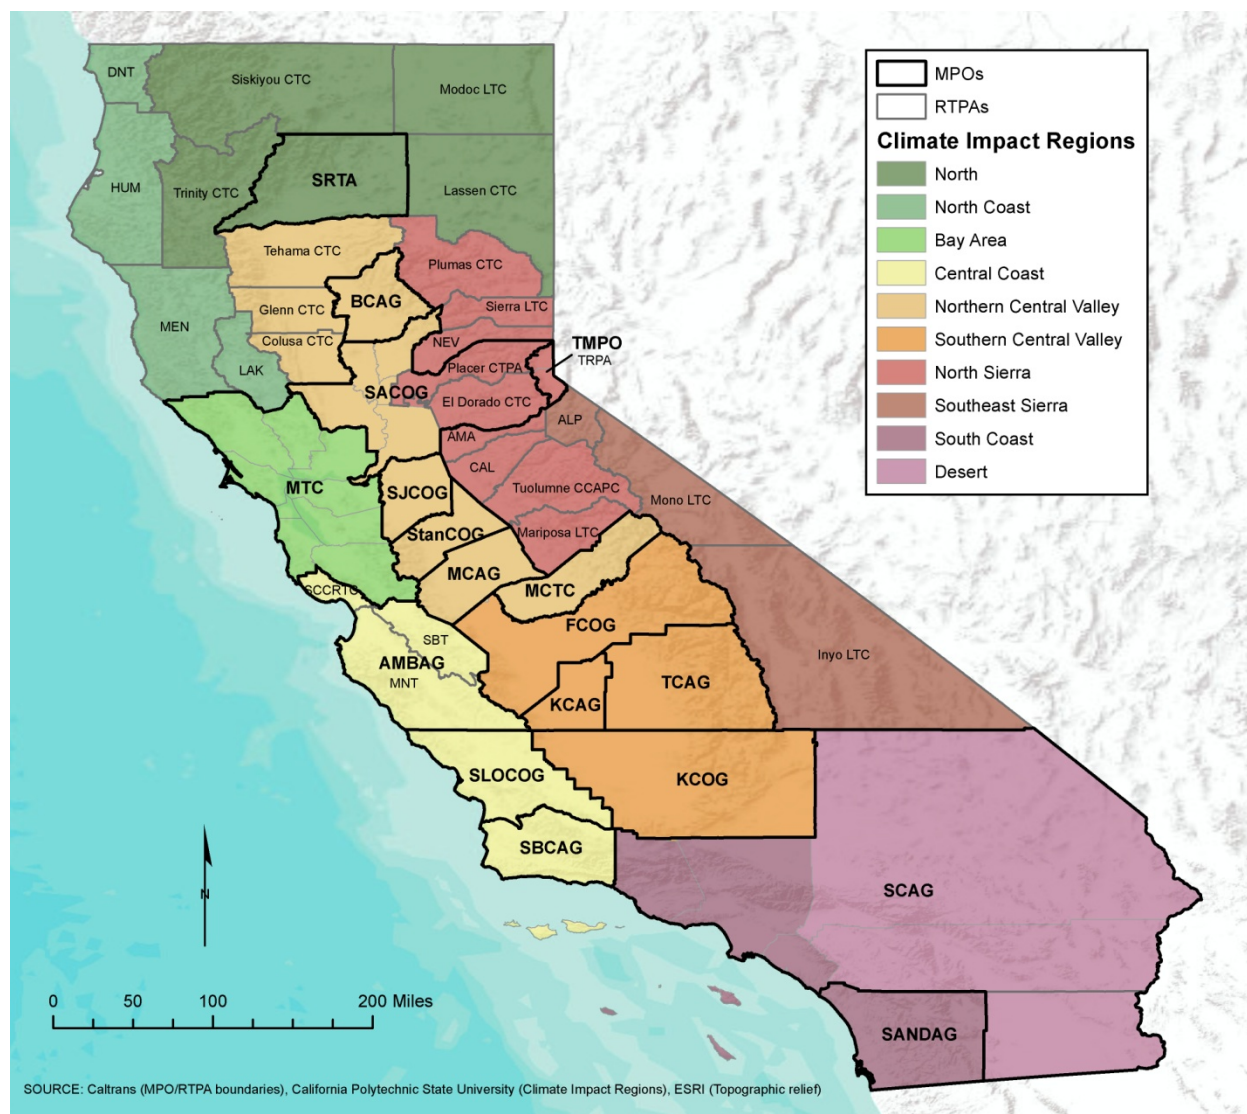 DNT
Siskiyou CTC
Modoc LTC
HUM
Trinity CTC
SRTA
Lassen CTC
Tehama CTC
Plumas CTC
BCAG
Glenn CTC
Sierra LTC
MEN
Colusa CTC
NEV
TMPO
TRPA
LAK
Placer CTPA
SACOG
El Dorado CTC
ALP
AMA
CAL
MTC
SJCOG
Tuolumne CCAPC
Mono LTC
StanCOG
Mariposa LTC
MCAG
MCTC
SCCRTC
FCOG
SBT
AMBAG
MNT
Inyo LTC
TCAG
KCAG
SLOCOG
KCOG
SBCAG
SCAG
SANDAG
MPOs
RTPAs
Climate Impact Regions
North
North Coast
Bay Area
Central Coast
Northern Central Valley
Southern Central Valley
North Sierra
Southeast Sierra
South Coast
Desert
N
0 50 100 200 Miles
SOURCE: Caltrans (MPO/RTPA boundaries), California Polytechnic State University (Climate Impact Regions), ESRI (Topographic relief)